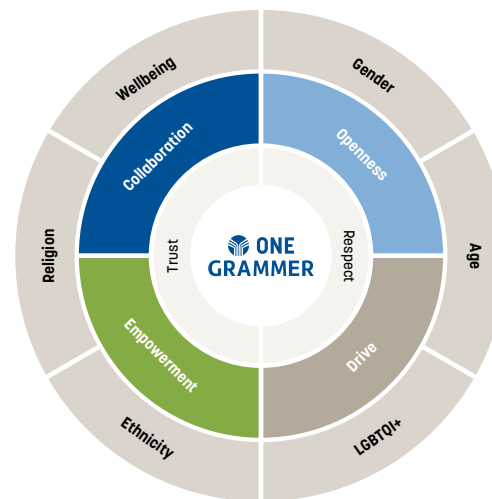 Wellbeing
Gender
Collaboration
Openness
Religion
Trust
ONE
GRAMMER
Respect
Age
Empowerment
Drive
Ethnicity
LGBTQI+